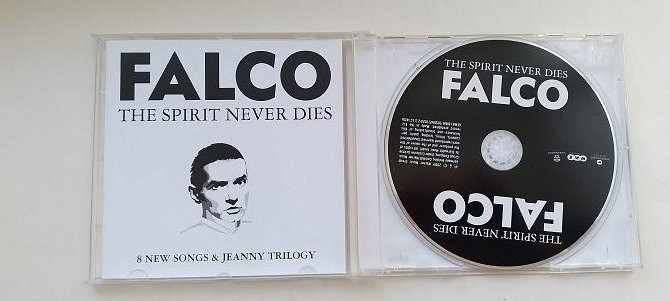 FALCO
THE SPIRIT NEVER DIES
8 NEW SONGS & JEANNY TRILOGY
THE SPIRIT NEVER DIES
FALCO
FALCO
THE SPIRIT NEVER DIES